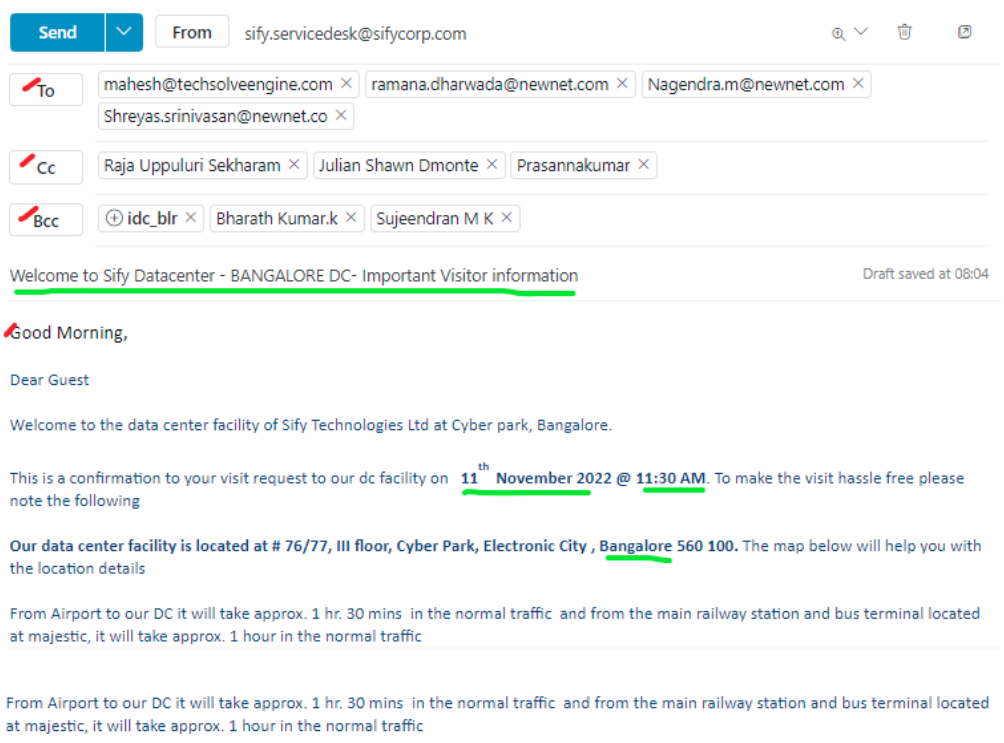 Send From sify.servicedesk@sifycorp.com
To mahesh@techsolveengine.com ramana.dharwada@newnet.com Nagendra.m@newnet.com
Shreyas.srinivasan@newnet.co
Cc Raja Uppuluri Sekharam Julian Shawn Dmonte Prasannakumar
Bcc idc_blr Bharath Kumar.k Sujeendran M K
Welcome to Sify Datacenter - BANGALORE DC- Important Visitor information Draft saved at 08:04
Good Morning,
Dear Guest
Welcome to the data center facility of Sify Technologies Ltd at Cyber park, Bangalore.
This is a confirmation to your visit request to our dc facility on 11th November 2022 @ 11:30 AM. To make the visit hassle free please
note the following
Our data center facility is located at # 76/77, III floor, Cyber Park, Electronic City , Bangalore 560 100. The map below will help you with
the location details
From Airport to our DC it will take approx. 1 hr. 30 mins in the normal traffic and from the main railway station and bus terminal located
at majestic, it will take approx. 1 hour in the normal traffic
From Airport to our DC it will take approx. 1 hr. 30 mins in the normal traffic and from the main railway station and bus terminal located
at majestic, it will take approx. 1 hour in the normal traffic